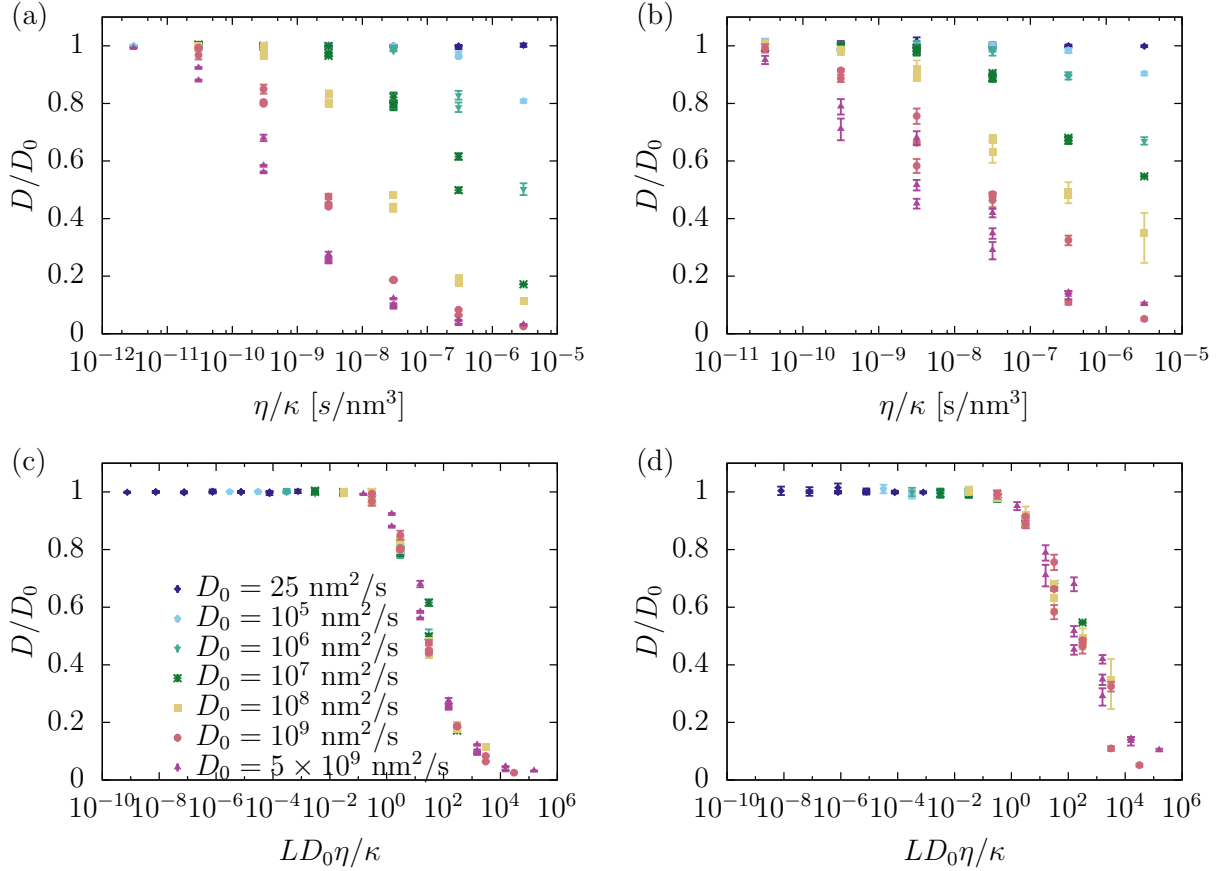 (a)
D/D₀
1
0.8
0.6
0.4
0.2
0
10⁻¹² 10⁻¹¹ 10⁻¹⁰ 10⁻⁹ 10⁻⁸ 10⁻⁷ 10⁻⁶ 10⁻⁵
η/κ [s/nm³]
(b)
D/D₀
1
0.8
0.6
0.4
0.2
0
10⁻¹¹ 10⁻¹⁰ 10⁻⁹ 10⁻⁸ 10⁻⁷ 10⁻⁶ 10⁻⁵
η/κ [s/nm³]
(c)
D/D₀
1
0.8
0.6
0.4
0.2
0
D₀ = 25 nm²/s
D₀ = 10⁵ nm²/s
D₀ = 10⁶ nm²/s
D₀ = 10⁷ nm²/s
D₀ = 10⁸ nm²/s
D₀ = 10⁹ nm²/s
D₀ = 5 × 10⁹ nm²/s
10⁻¹⁰ 10⁻⁸ 10⁻⁶ 10⁻⁴ 10⁻² 10⁰ 10² 10⁴ 10⁶
LD₀η/κ
(d)
D/D₀
1
0.8
0.6
0.4
0.2
0
10⁻¹⁰ 10⁻⁸ 10⁻⁶ 10⁻⁴ 10⁻² 10⁰ 10² 10⁴ 10⁶
LD₀η/κ